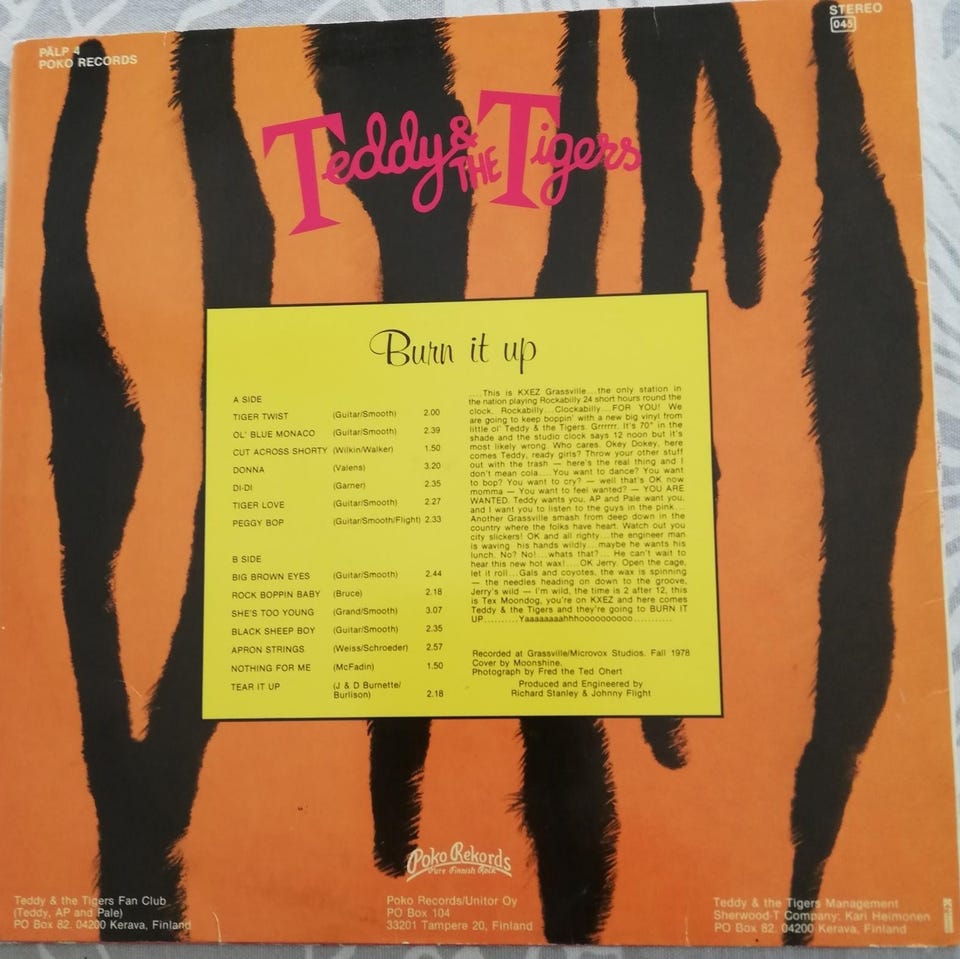 PÄLP 4
POKO RECORDS
STEREO
045
Teddy & THE Tigers
Burn it up
A SIDE
TIGER TWIST (Guitar/Smooth) 2.00
OL' BLUE MONACO (Guitar/Smooth) 2.39
CUT ACROSS SHORTY (Wilkin/Walker) 1.50
DONNA (Valens) 3.20
DI-DI (Garner) 2.35
TIGER LOVE (Guitar/Smooth) 2.27
PEGGY BOP (Guitar/Smooth/Flight) 2.33
B SIDE
BIG BROWN EYES (Guitar/Smooth) 2.44
ROCK BOPPIN BABY (Bruce) 2.18
SHE'S TOO YOUNG (Grand/Smooth) 3.07
BLACK SHEEP BOY (Guitar/Smooth) 2.35
APRON STRINGS (Weiss/Schroeder) 2.57
NOTHING FOR ME (McFadin) 1.50
TEAR IT UP (J & D Burnette/
Burlison) 2.18
....This is KXEZ Grassville...the only station in
the nation playing Rockabilly 24 short hours round the
clock. Rockabilly...Clockabilly....FOR YOU! We
are going to keep boppin' with a new big vinyl from
little ol' Teddy & the Tigers. Grrrrrr. It's 70° in the
shade and the studio clock says 12 noon but it's
most likely wrong. Who cares. Okey Dokey, here
comes Teddy, ready girls? Throw your other stuff
out with the trash — here's the real thing and I
don't mean cola....You want to dance? You want
to bop? You want to cry? — well that's OK now
momma — You want to feel wanted? — YOU ARE
WANTED. Teddy wants you, AP and Pale want you,
and I want you to listen to the guys in the pink...
Another Grassville smash from deep down in the
country where the folks have heart. Watch out you
city slickers! OK and all righty...the engineer man
is waving his hands wildly...maybe he wants his
lunch. No? No!...whats that?.... He can't wait to
hear this new hot wax!....OK Jerry. Open the cage,
let it roll...Gals and coyotes, the wax is spinning
— the needles heading on down to the groove,
Jerry's wild — I'm wild, the time is 2 after 12, this
is Tex Moondog, you're on KXEZ and here comes
Teddy & the Tigers and they're going to BURN IT
UP..........Yaaaaaaaahhhoooooooooo...........
Recorded at Grassville/Microvox Studios. Fall 1978
Cover by Moonshine.
Photograph by Fred the Ted Ohert
Produced and Engineered by
Richard Stanley & Johnny Flight
Poko Rekords
Pure Finnish Rock
Teddy & the Tigers Fan Club
(Teddy, AP and Pale)
PO Box 82. 04200 Kerava, Finland
Poko Records/Unitor Oy
PO Box 104
33201 Tampere 20, Finland
Teddy & the Tigers Management
Sherwood-T Company: Kari Heimonen
PO Box 82. 04200 Kerava, Finland